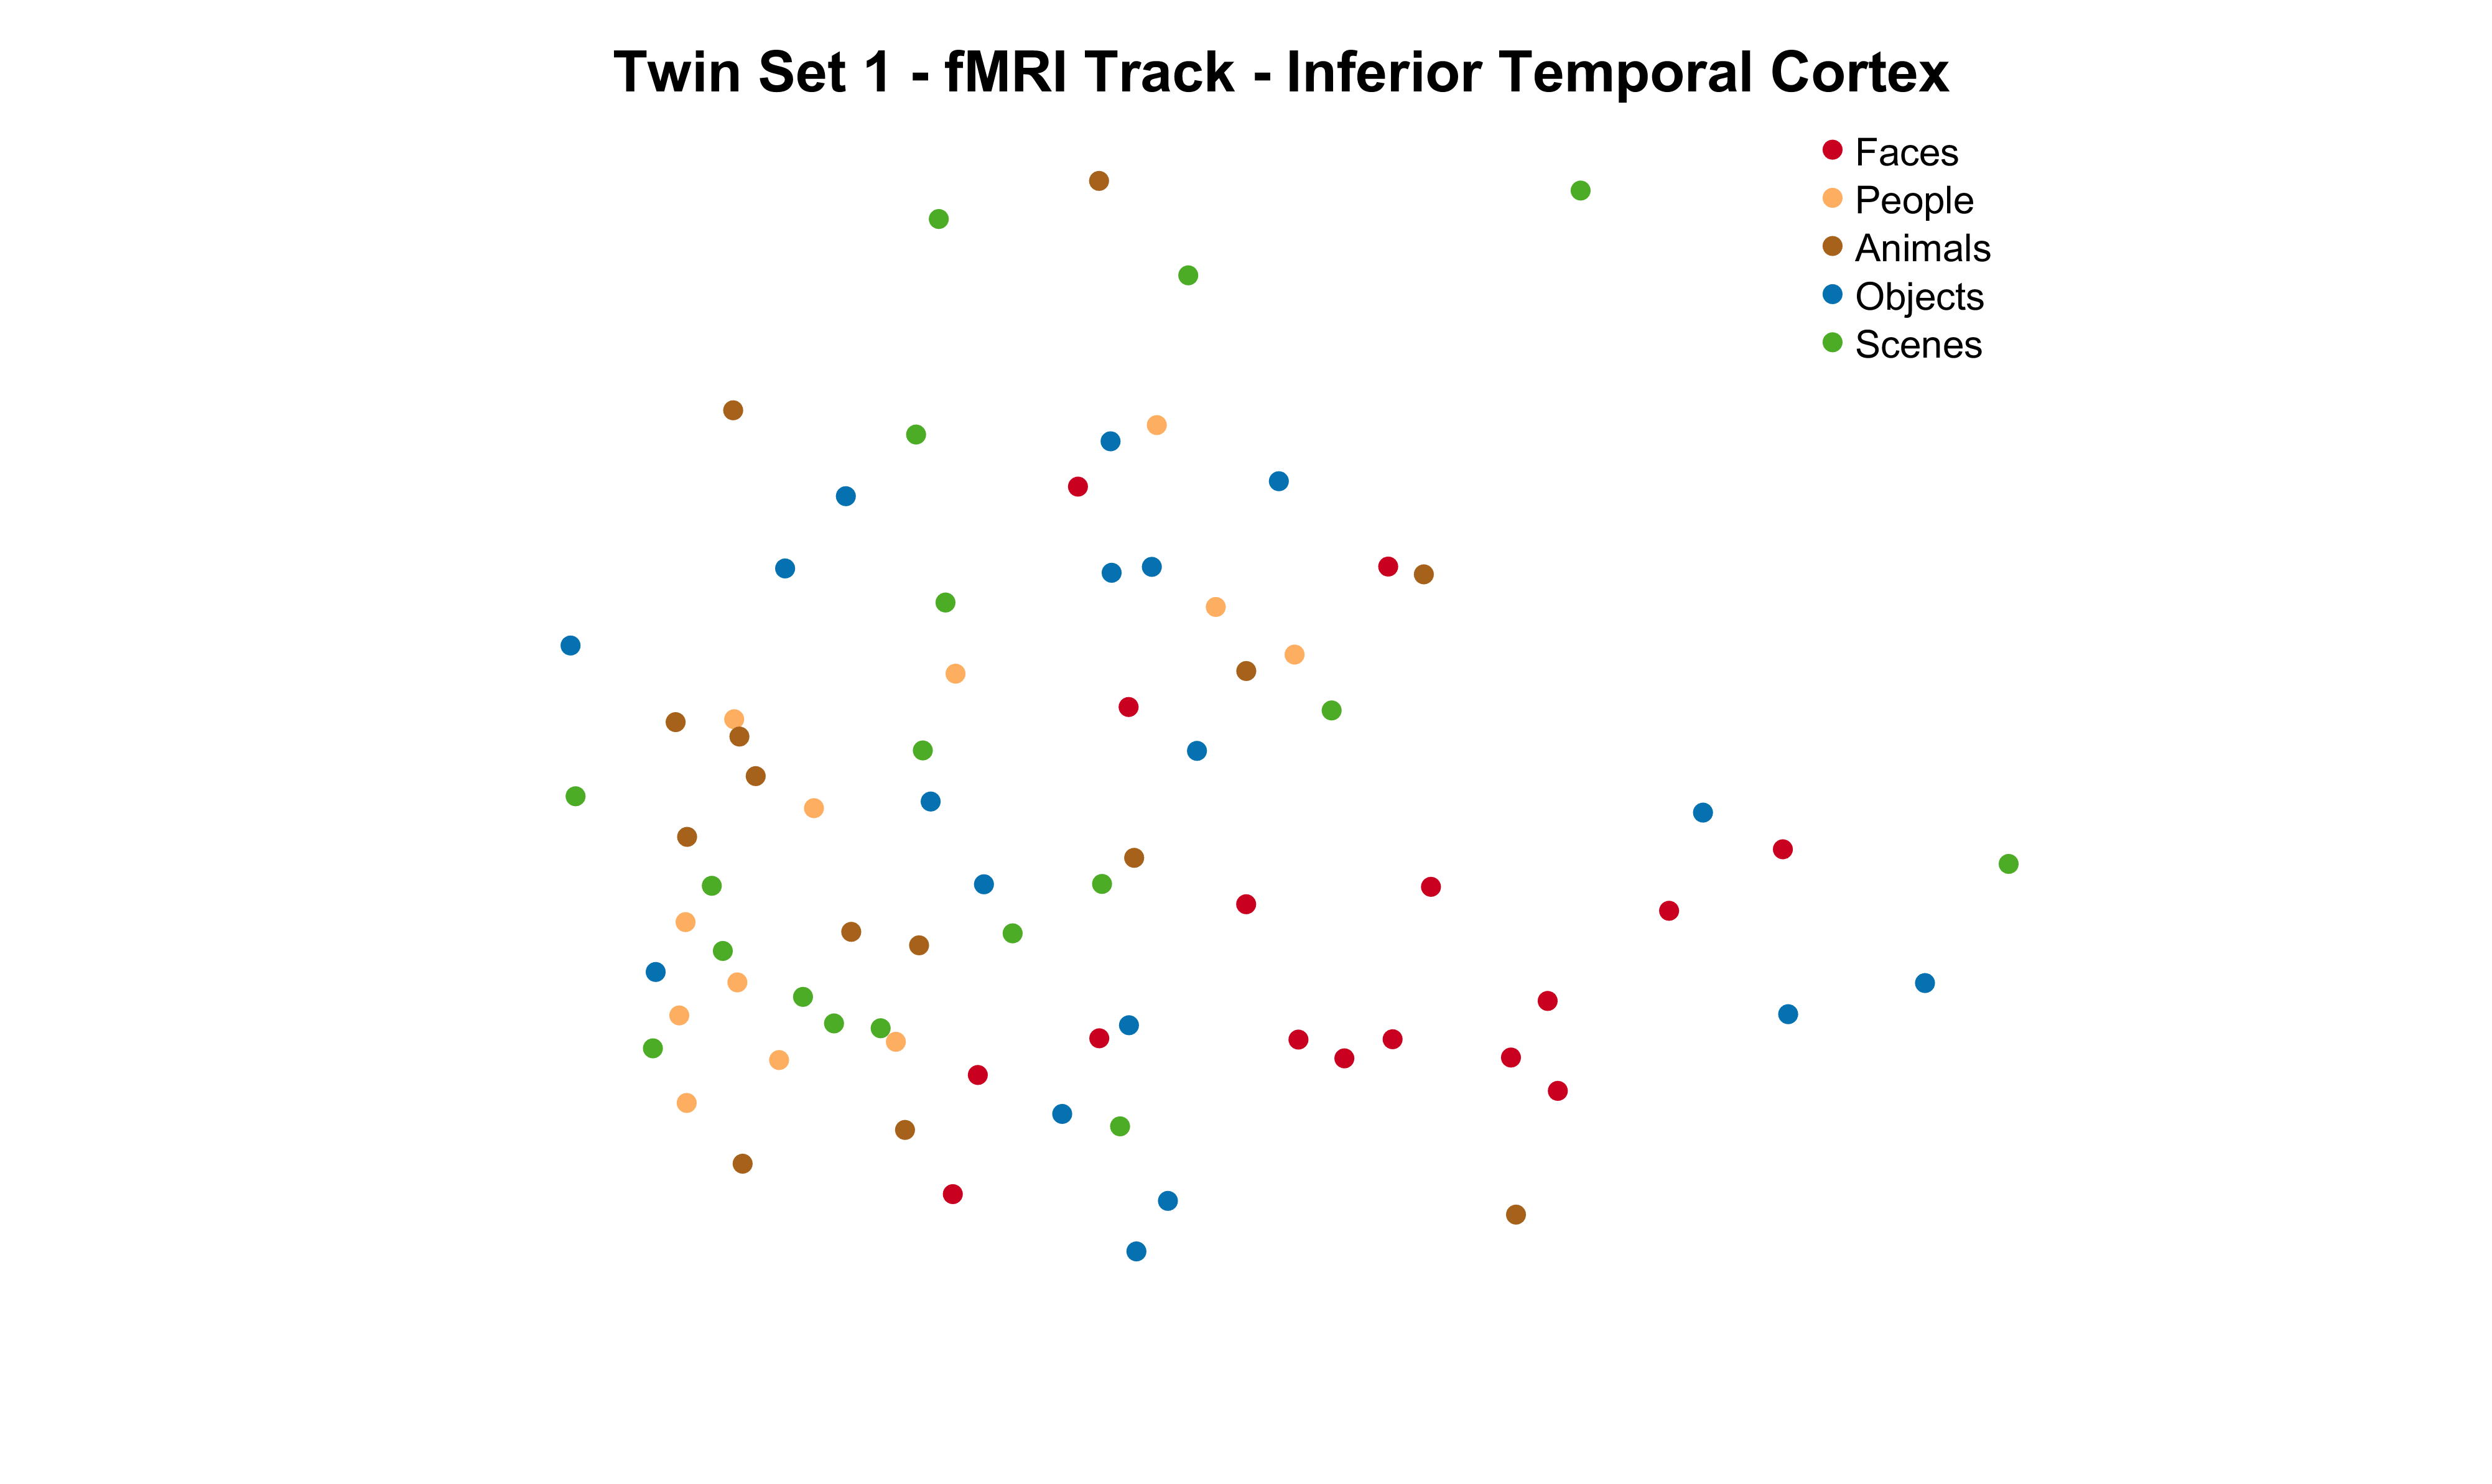 Twin Set 1 - fMRI Track - Inferior Temporal Cortex
Faces
People
Animals
Objects
Scenes